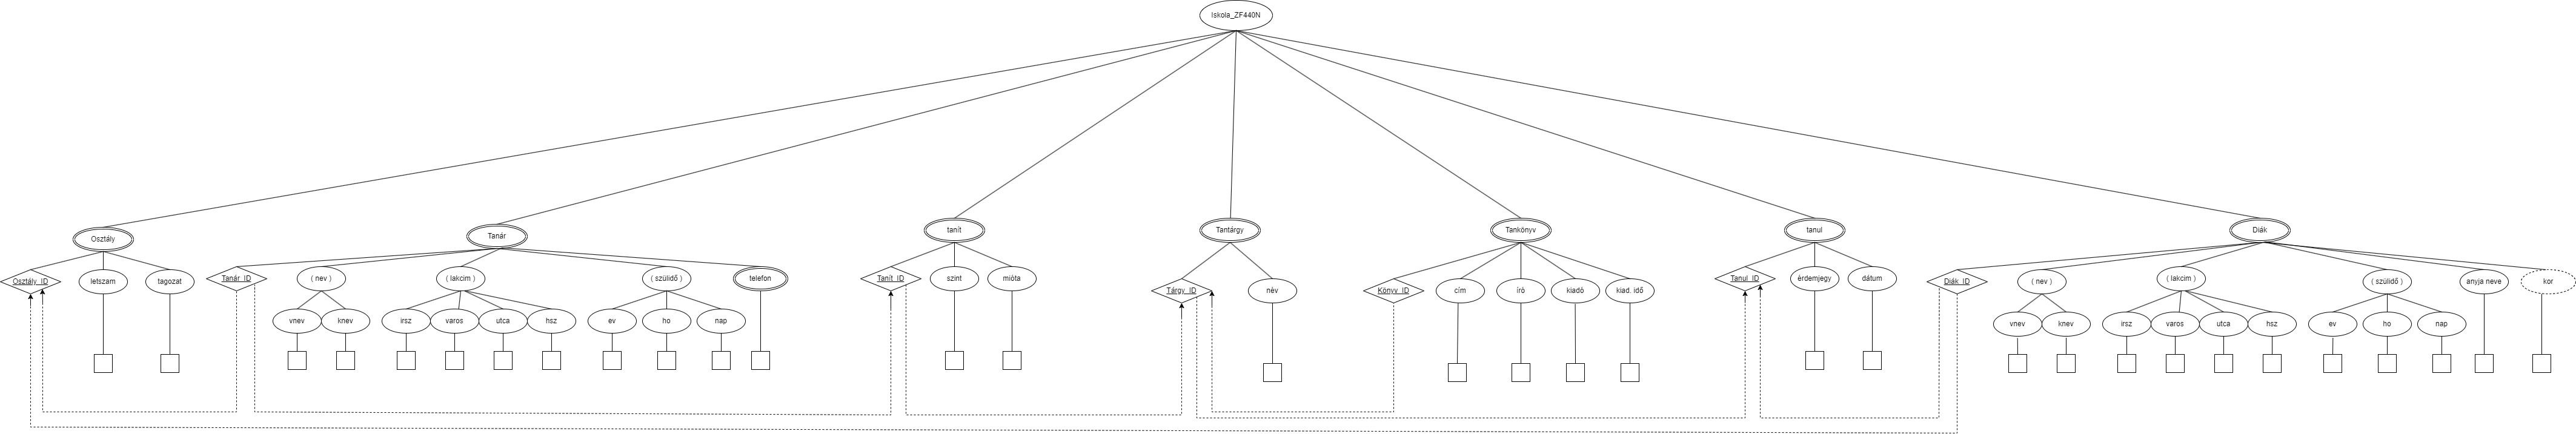 Iskola_ZF440N
Osztály
Tanár
tanít
Tantárgy
Tankönyv
tanul
Diák
Osztály_ID
letszam
tagozat
Tanár_ID
( nev )
( lakcim )
( szülidő )
telefon
Tanít_ID
szint
mióta
Tárgy_ID
név
Könyv_ID
cím
író
kiadó
kiad. idő
Tanul_ID
érdemjegy
dátum
Diák_ID
( nev )
( lakcim )
( szülidő )
anyja neve
kor
vnev
knev
irsz
varos
utca
hsz
ev
ho
nap
vnev
knev
irsz
varos
utca
hsz
ev
ho
nap